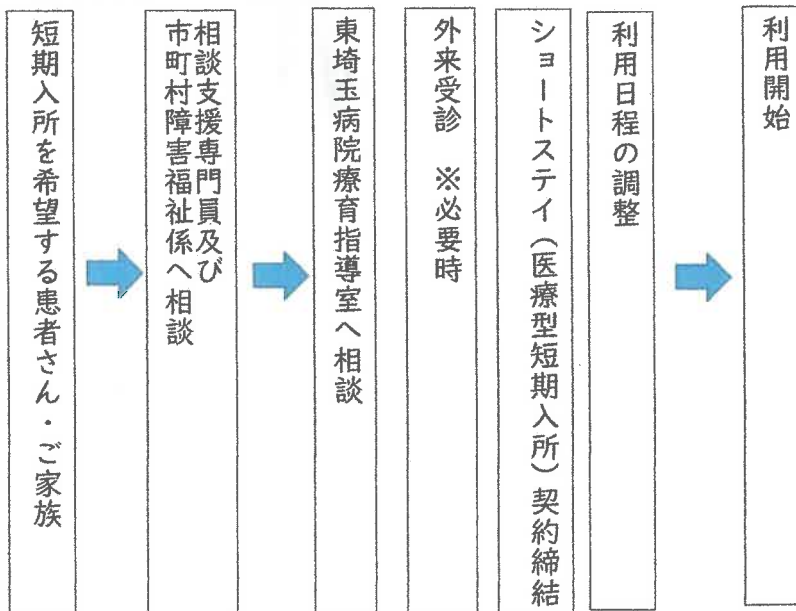 短期入所を希望する患者さん・ご家族
相談支援専門員及び
市町村障害福祉係へ相談
東埼玉病院療育指導室へ相談
外来受診　※必要時
ショートステイ（医療型短期入所）契約締結
利用日程の調整
利用開始